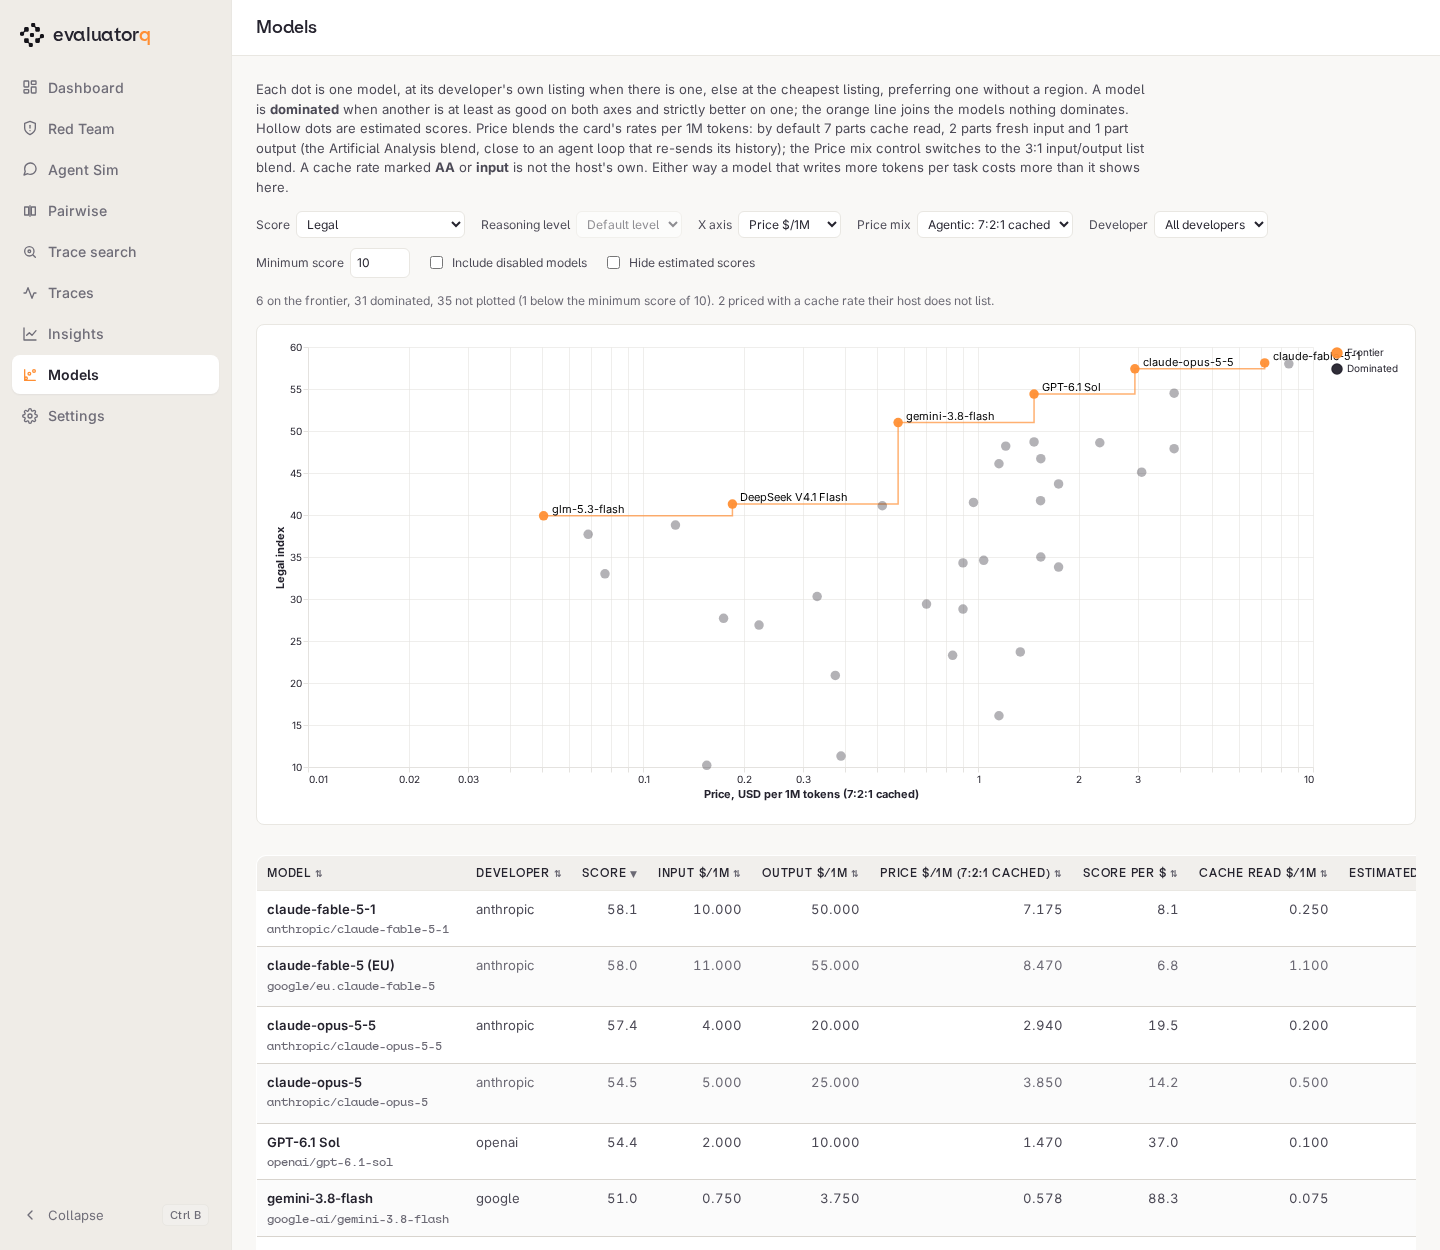 evaluatorq
Dashboard
Red Team
Agent Sim
Pairwise
Trace search
Traces
Insights
Models
Settings
Collapse
Ctrl B
Models
Each dot is one model, at its developer's own listing when there is one, else at the cheapest listing, preferring one without a region. A model
is dominated when another is at least as good on both axes and strictly better on one; the orange line joins the models nothing dominates.
Hollow dots are estimated scores. Price blends the card's rates per 1M tokens: by default 7 parts cache read, 2 parts fresh input and 1 part
output (the Artificial Analysis blend, close to an agent loop that re-sends its history); the Price mix control switches to the 3:1 input/output list
blend. A cache rate marked AA or input is not the host's own. Either way a model that writes more tokens per task costs more than it shows
here.
Score Legal Reasoning level Default level X axis Price $/1M Price mix Agentic: 7:2:1 cached Developer All developers
Minimum score 10 Include disabled models Hide estimated scores
6 on the frontier, 31 dominated, 35 not plotted (1 below the minimum score of 10). 2 priced with a cache rate their host does not list.
60
55
50
45
40
35
30
25
20
15
10
Legal index
claude-fable-5-1
claude-opus-5-5
GPT-6.1 Sol
gemini-3.8-flash
DeepSeek V4.1 Flash
glm-5.3-flash
Frontier
Dominated
0.01 0.02 0.03 0.1 0.2 0.3 1 2 3 10
Price, USD per 1M tokens (7:2:1 cached)
MODEL DEVELOPER SCORE INPUT $/1M OUTPUT $/1M PRICE $/1M (7:2:1 CACHED) SCORE PER $ CACHE READ $/1M ESTIMATED
claude-fable-5-1 anthropic 58.1 10.000 50.000 7.175 8.1 0.250
anthropic/claude-fable-5-1
claude-fable-5 (EU) anthropic 58.0 11.000 55.000 8.470 6.8 1.100
google/eu.claude-fable-5
claude-opus-5-5 anthropic 57.4 4.000 20.000 2.940 19.5 0.200
anthropic/claude-opus-5-5
claude-opus-5 anthropic 54.5 5.000 25.000 3.850 14.2 0.500
anthropic/claude-opus-5
GPT-6.1 Sol openai 54.4 2.000 10.000 1.470 37.0 0.100
openai/gpt-6.1-sol
gemini-3.8-flash google 51.0 0.750 3.750 0.578 88.3 0.075
google-ai/gemini-3.8-flash